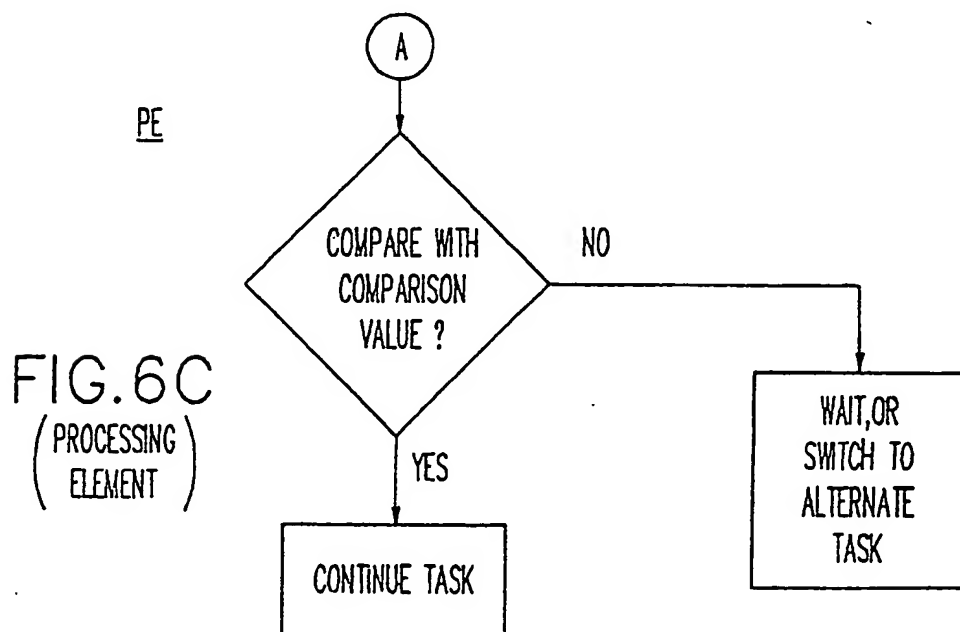 A
PE
COMPARE WITH
COMPARISON
VALUE ?
NO
FIG.6C
(PROCESSING
ELEMENT)
YES
WAIT,OR
SWITCH TO
ALTERNATE
TASK
CONTINUE TASK